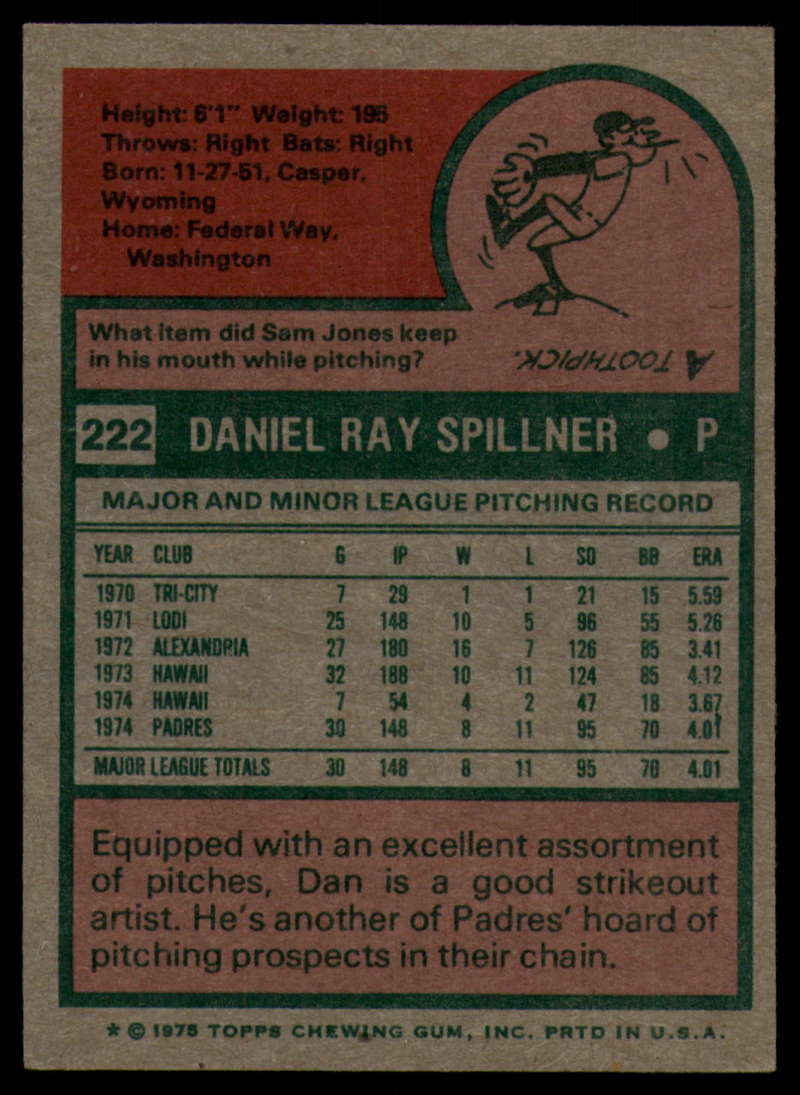 Height: 6'1" Weight: 195
Throws: Right Bats: Right
Born: 11-27-51, Casper,
Wyoming
Home: Federal Way,
Washington
What item did Sam Jones keep
in his mouth while pitching?
A TOOTHPICK.
222 DANIEL RAY SPILLNER • P
MAJOR AND MINOR LEAGUE PITCHING RECORD
YEAR CLUB G IP W L SO BB ERA
1970 TRI-CITY 7 29 1 1 21 15 5.59
1971 LODI 25 148 10 5 96 55 5.26
1972 ALEXANDRIA 27 180 16 7 126 85 3.41
1973 HAWAII 32 188 10 11 124 85 4.12
1974 HAWAII 7 54 4 2 47 18 3.67
1974 PADRES 30 148 8 11 95 70 4.01
MAJOR LEAGUE TOTALS 30 148 8 11 95 70 4.01
Equipped with an excellent assortment
of pitches, Dan is a good strikeout
artist. He's another of Padres' hoard of
pitching prospects in their chain.
* © 1975 TOPPS CHEWING GUM, INC. PRTD IN U.S.A.